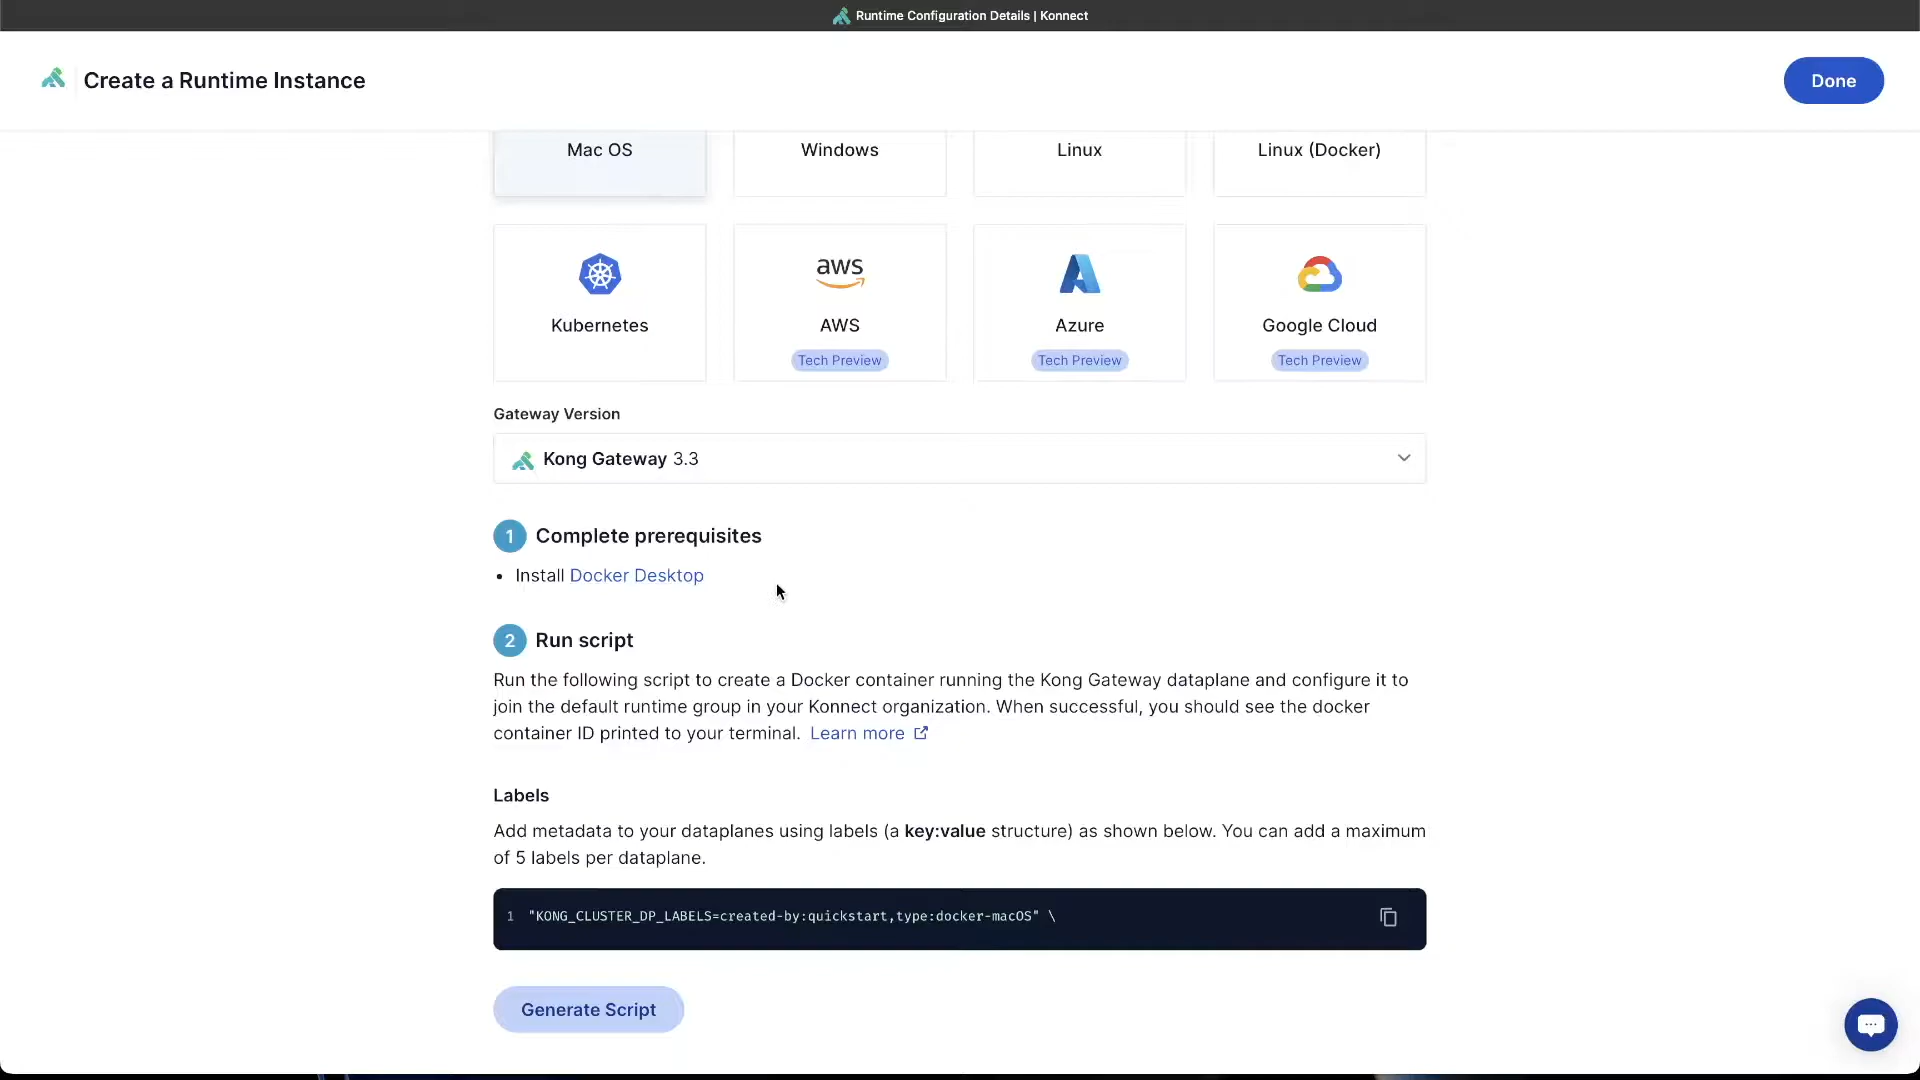 Runtime Configuration Details | Konnect
Create a Runtime Instance
Done
Mac OS
Windows
Linux
Linux (Docker)
aws
Kubernetes
AWS
Azure
Google Cloud
Tech Preview
Tech Preview
Tech Preview
Gateway Version
Kong Gateway 3.3
1 Complete prerequisites
• Install Docker Desktop
2 Run script
Run the following script to create a Docker container running the Kong Gateway dataplane and configure it to
join the default runtime group in your Konnect organization. When successful, you should see the docker
container ID printed to your terminal. Learn more
Labels
Add metadata to your dataplanes using labels (a key:value structure) as shown below. You can add a maximum
of 5 labels per dataplane.
1 "KONG_CLUSTER_DP_LABELS=created-by:quickstart,type:docker-macOS" \
Generate Script